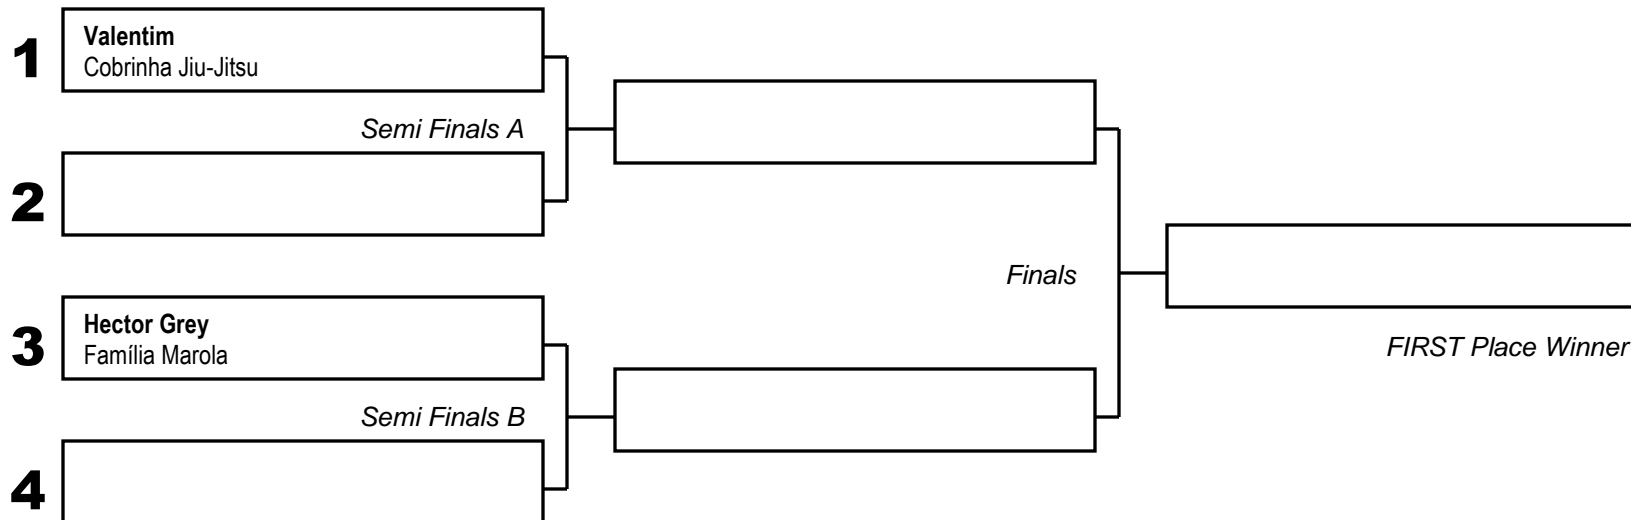 1
Valentim
Cobrinha Jiu-Jitsu
Semi Finals A
2
Finals
3
Hector Grey
Família Marola
FIRST Place Winner
Semi Finals B
4